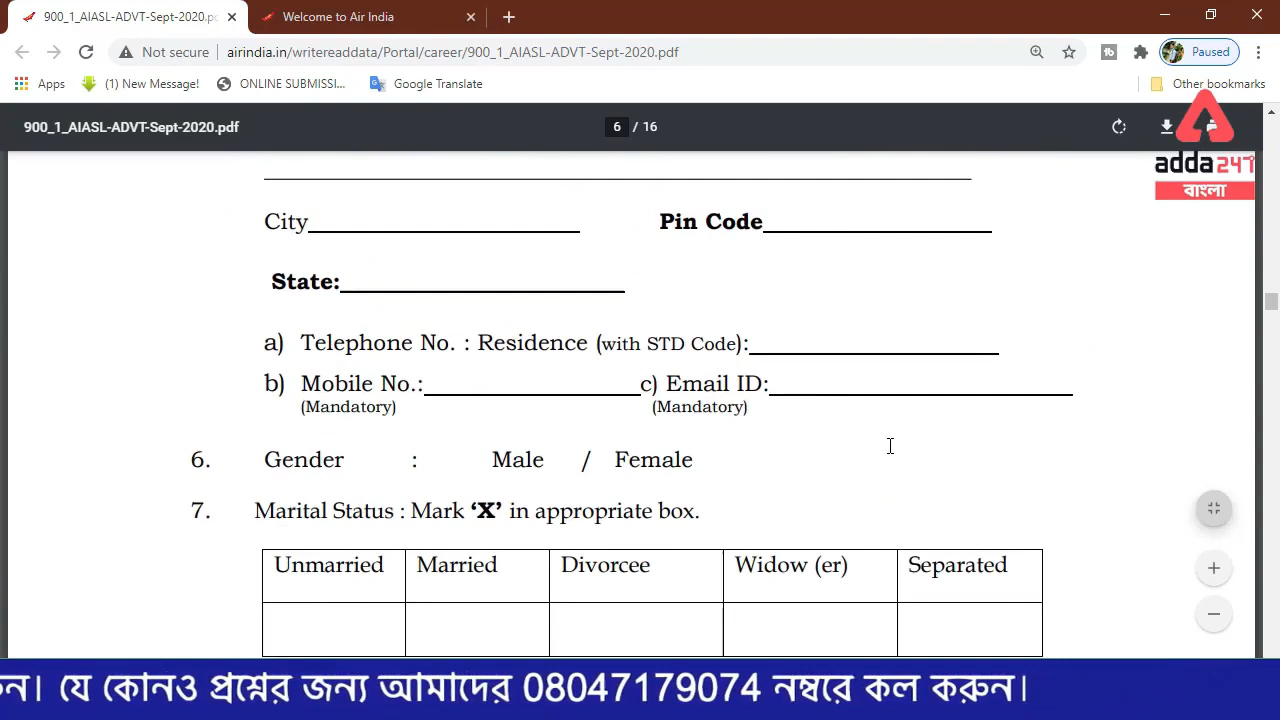 900_1_AIASL-ADVT-Sept-2020.pd
Welcome to Air India
Not secure
airindia.in/writereaddata/Portal/career/900_1_AIASL-ADVT-Sept-2020.pdf
Paused
Apps
(1) New Message!
ONLINE SUBMISSI...
Google Translate
Other bookmarks
900_1_AIASL-ADVT-Sept-2020.pdf
6 / 16
adda247
বাংলা
City
Pin Code
State:
a) Telephone No. : Residence (with STD Code):
b) Mobile No.: c) Email ID:
(Mandatory) (Mandatory)
6. Gender : Male / Female
7. Marital Status : Mark ‘X’ in appropriate box.
Unmarried Married Divorcee Widow (er) Separated
যে কোনও প্রশ্নের জন্য আমাদের 08047179074 নম্বরে কল করুন।